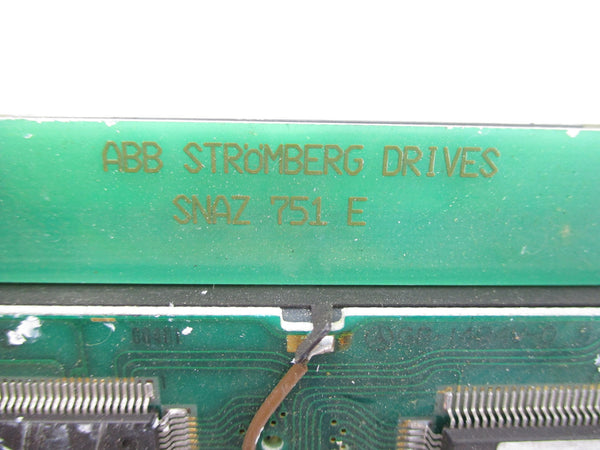 ABB STRöMBERG DRIVES
SNAZ 751 E